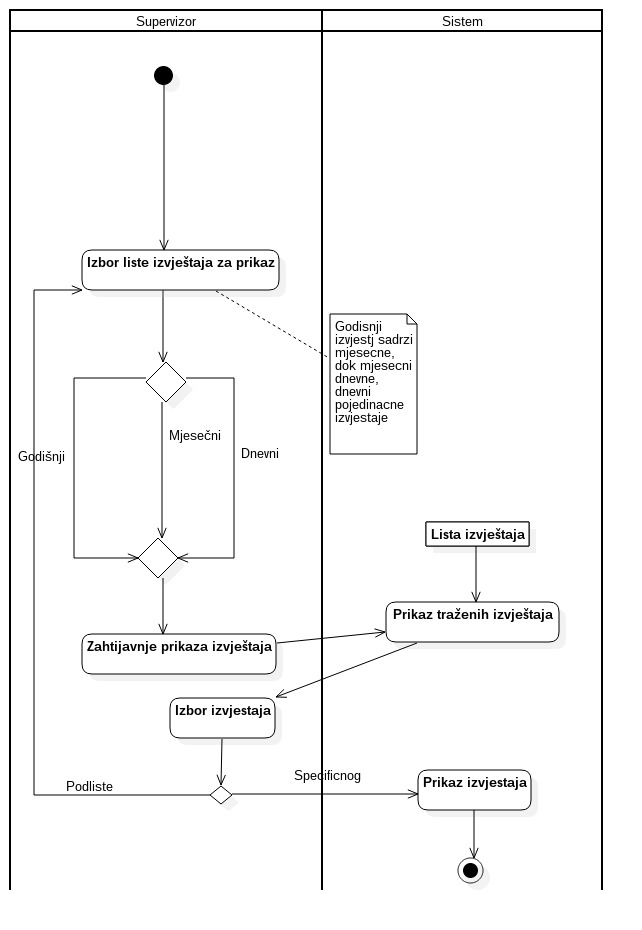 Supervizor
Sistem
Izbor liste izvještaja za prikaz
Godisnji
izvjestj sadrzi
mjesecne,
dok mjesecni
dnevne,
dnevni
pojedinacne
izvjestaje
Mjesečni
Godišnji
Dnevni
Lista izvještaja
Prikaz traženih izvještaja
Zahtijavnje prikaza izvještaja
Izbor izvjestaja
Specificnog
Podliste
Prikaz izvjestaja